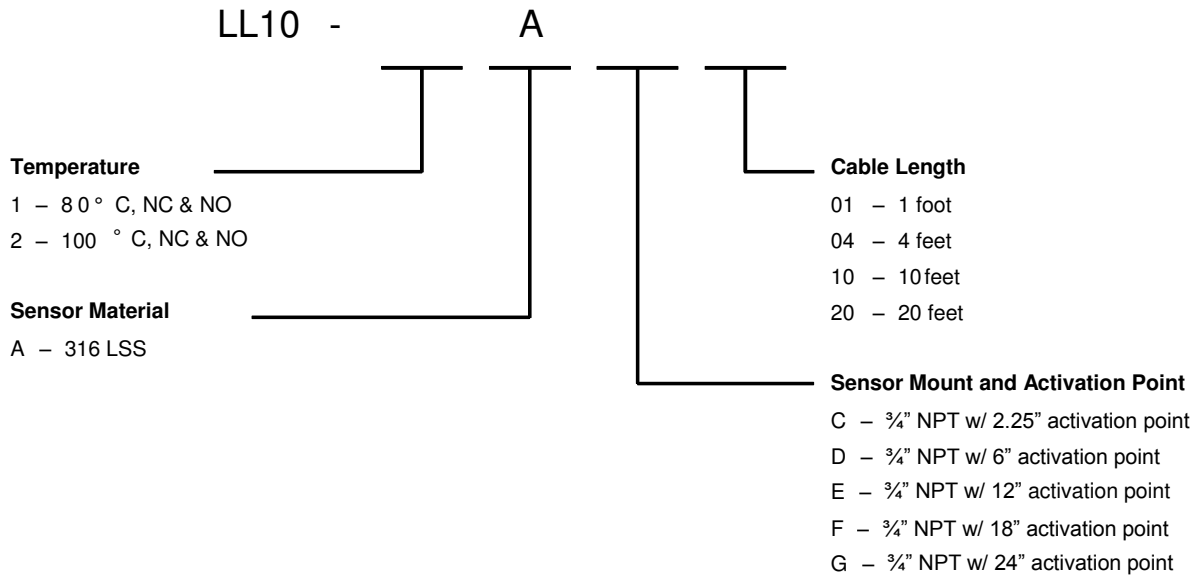 LL10 - A
Temperature
1 – 80° C, NC & NO
2 – 100 ° C, NC & NO
Sensor Material
A – 316 LSS
Cable Length
01 – 1 foot
04 – 4 feet
10 – 10 feet
20 – 20 feet
Sensor Mount and Activation Point
C – ¾” NPT w/ 2.25” activation point
D – ¾” NPT w/ 6” activation point
E – ¾” NPT w/ 12” activation point
F – ¾” NPT w/ 18” activation point
G – ¾” NPT w/ 24” activation point